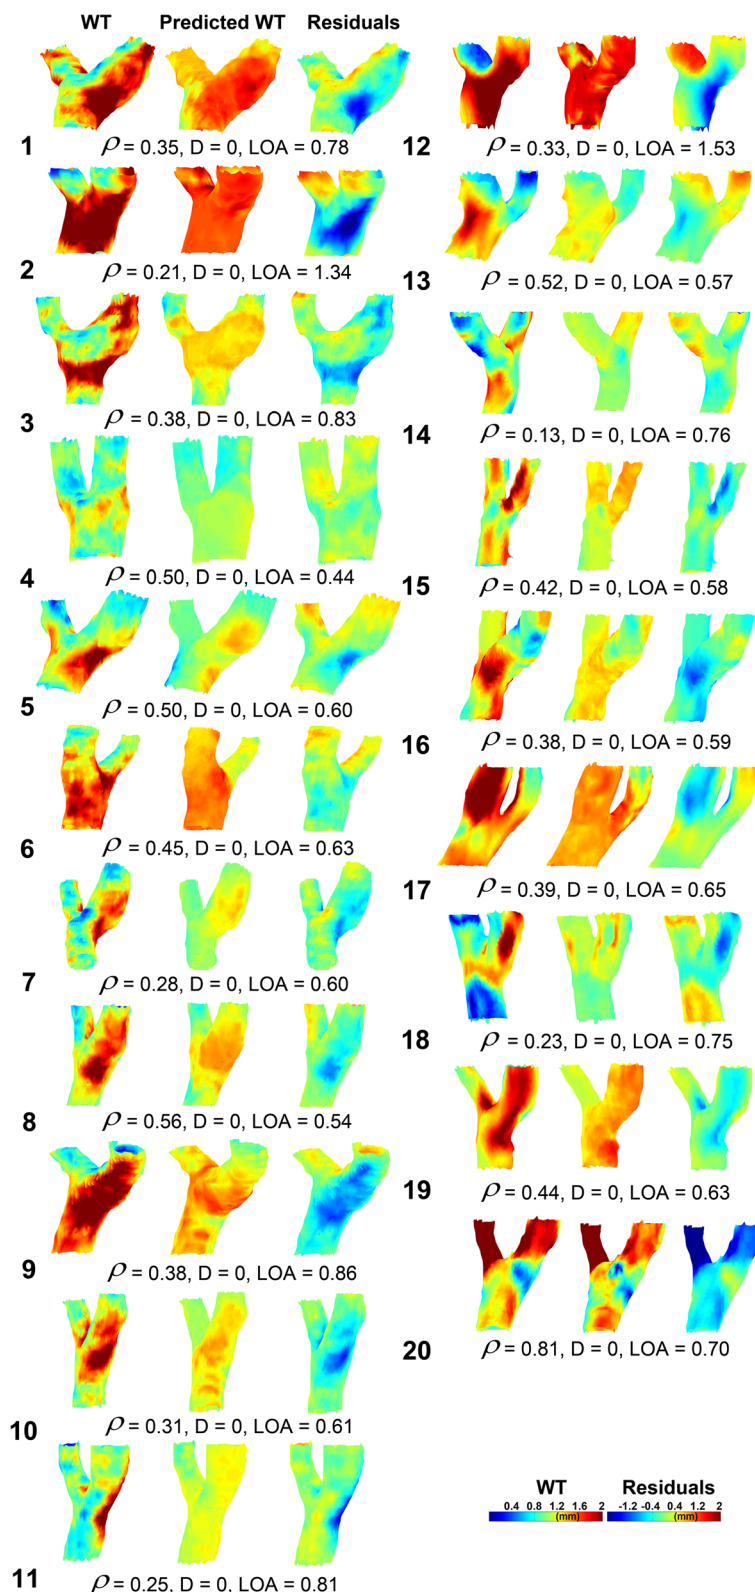 WT Predicted WT Residuals
1 ρ = 0.35, D = 0, LOA = 0.78
2 ρ = 0.21, D = 0, LOA = 1.34
3 ρ = 0.38, D = 0, LOA = 0.83
4 ρ = 0.50, D = 0, LOA = 0.44
5 ρ = 0.50, D = 0, LOA = 0.60
6 ρ = 0.45, D = 0, LOA = 0.63
7 ρ = 0.28, D = 0, LOA = 0.60
8 ρ = 0.56, D = 0, LOA = 0.54
9 ρ = 0.38, D = 0, LOA = 0.86
10 ρ = 0.31, D = 0, LOA = 0.61
11 ρ = 0.25, D = 0, LOA = 0.81
12 ρ = 0.33, D = 0, LOA = 1.53
13 ρ = 0.52, D = 0, LOA = 0.57
14 ρ = 0.13, D = 0, LOA = 0.76
15 ρ = 0.42, D = 0, LOA = 0.58
16 ρ = 0.38, D = 0, LOA = 0.59
17 ρ = 0.39, D = 0, LOA = 0.65
18 ρ = 0.23, D = 0, LOA = 0.75
19 ρ = 0.44, D = 0, LOA = 0.63
20 ρ = 0.81, D = 0, LOA = 0.70
WT Residuals
0.4 0.8 1.2 1.6 2 -1.2 -0.4 0.4 1.2 2
(mm) (mm)